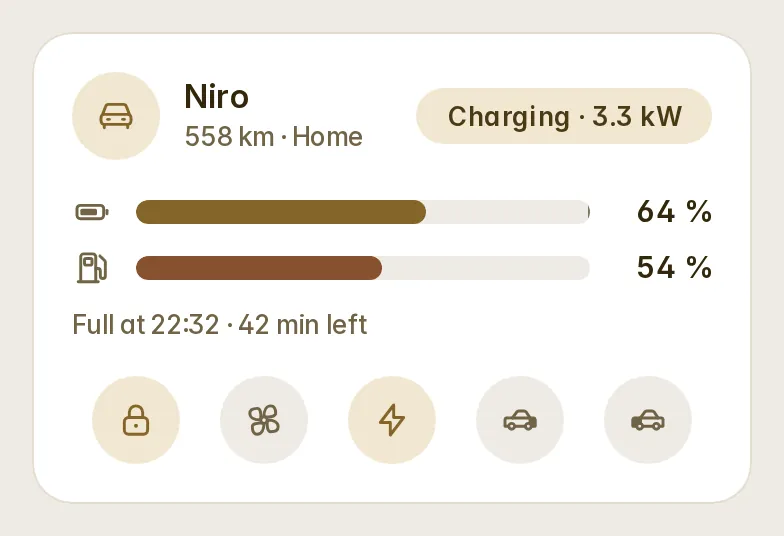 Niro
558 km · Home
Charging · 3.3 kW
64 %
54 %
Full at 22:32 · 42 min left